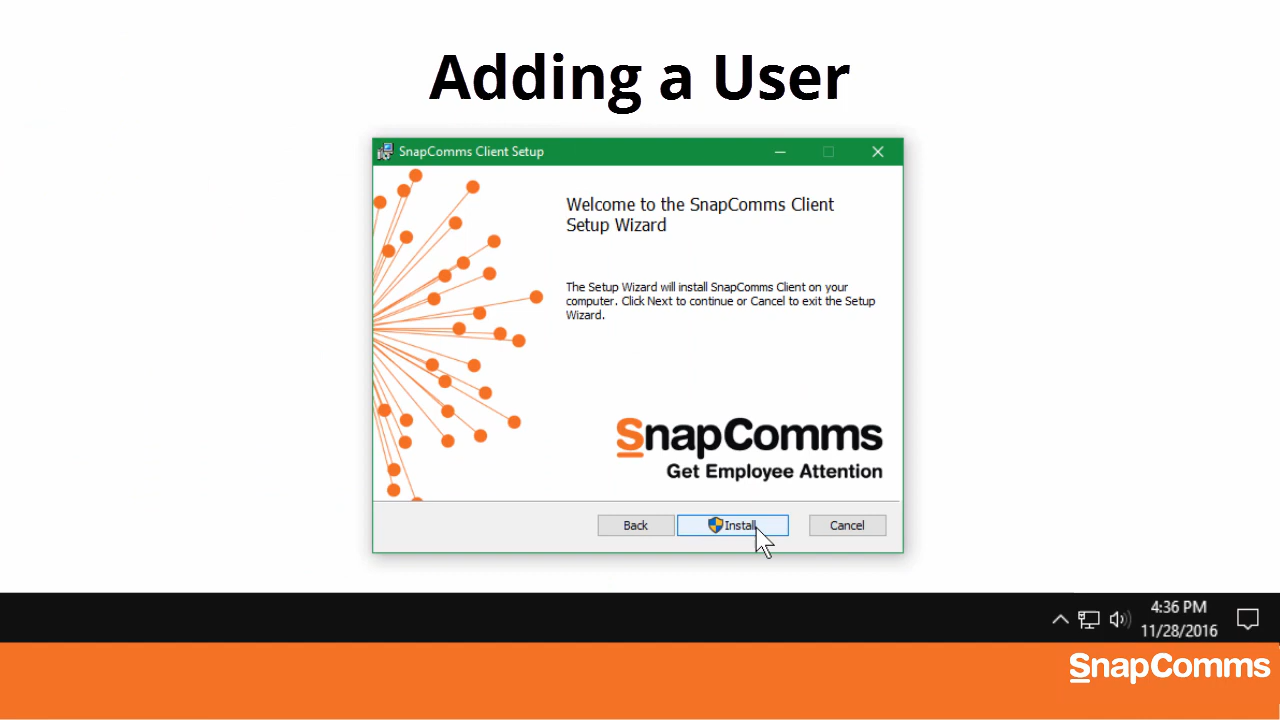 Adding a User
SnapComms Client Setup
Welcome to the SnapComms Client
Setup Wizard
The Setup Wizard will install SnapComms Client on your
computer. Click Next to continue or Cancel to exit the Setup
Wizard.
SnapComms
Get Employee Attention
Back
Install
Cancel
4:36 PM
11/28/2016
SnapComms